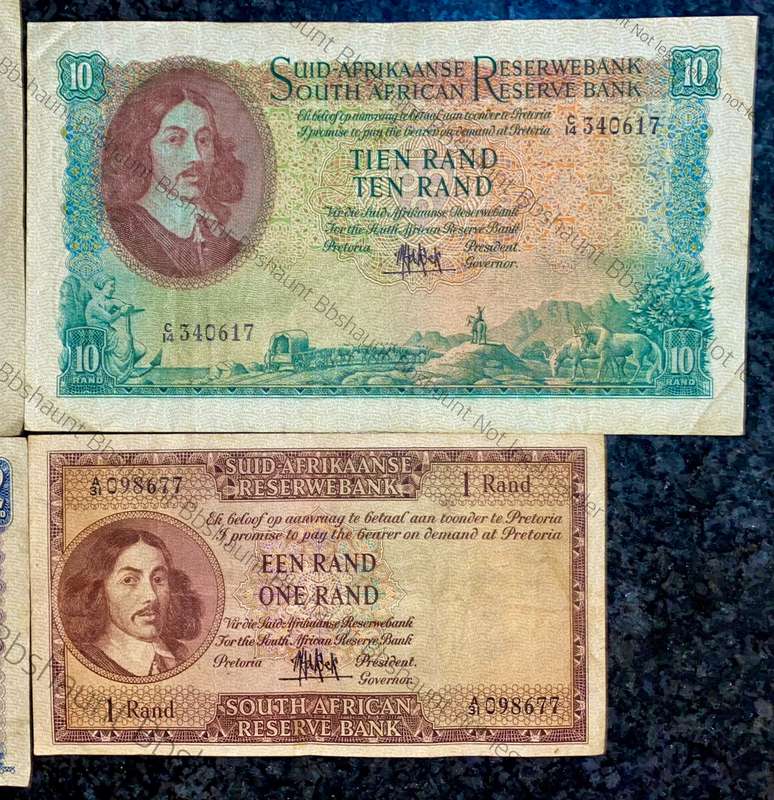 10
SUID-AFRIKAANSE RESERWEBANK
10
SOUTH AFRICAN RESERVE BANK
Ek beloof op aanvraag te betaal aan toonder te Pretoria
I promise to pay the bearer on demand at Pretoria
C/14 340617
TIEN RAND
TEN RAND
Vir die Suid-Afrikaanse Reserwebank
For the South African Reserve Bank
Pretoria President.
Governor.
C/14 340617
10
RAND
10
RAND
SUID-AFRIKAANSE
RESERWEBANK
A/31 098677
1 Rand
Ek beloof op aanvraag te betaal aan toonder te Pretoria
I promise to pay the bearer on demand at Pretoria
EEN RAND
ONE RAND
Vir die Suid-Afrikaanse Reserwebank
For the South African Reserve Bank
Pretoria President.
Governor.
1 Rand
A/31 098677
SOUTH AFRICAN
RESERVE BANK
Bbshaunt Bbshaunt Bbshaunt Not